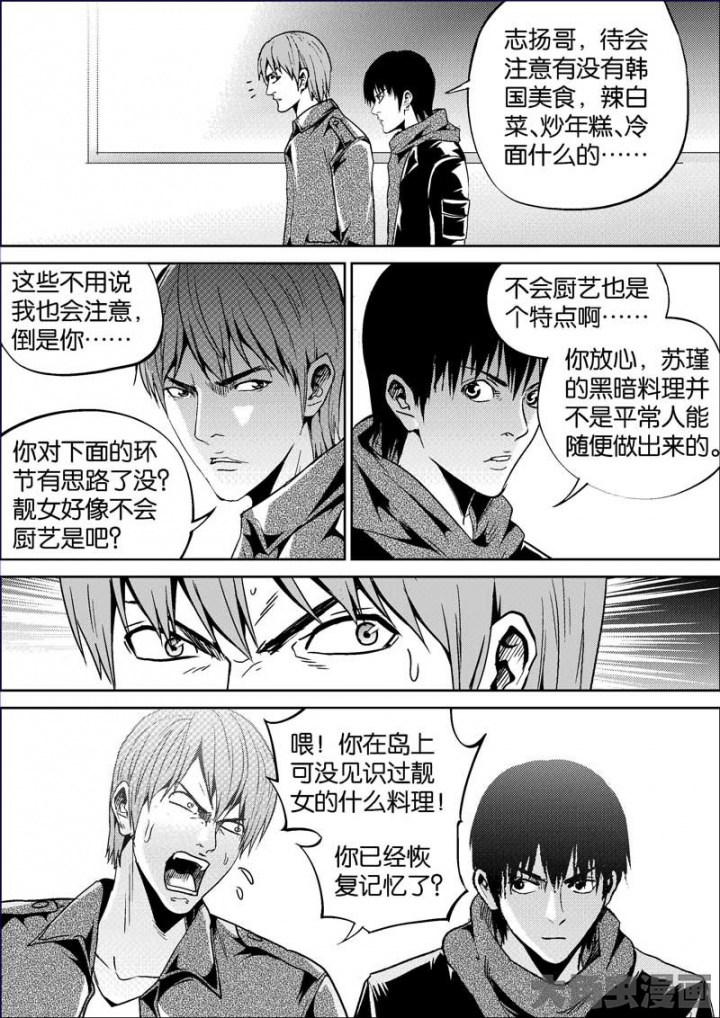 志扬哥，待会
注意有没有韩
国美食，辣白
菜、炒年糕、冷
面什么的……
这些不用说
我也会注意，
倒是你……
你对下面的环
节有思路了没？
靓女好像不会
厨艺是吧？
不会厨艺也是
个特点啊……
你放心，苏瑾
的黑暗料理并
不是平常人能
随便做出来的。
喂！你在岛上
可没见识过靓
女的什么料理！
你已经恢
复记忆了？